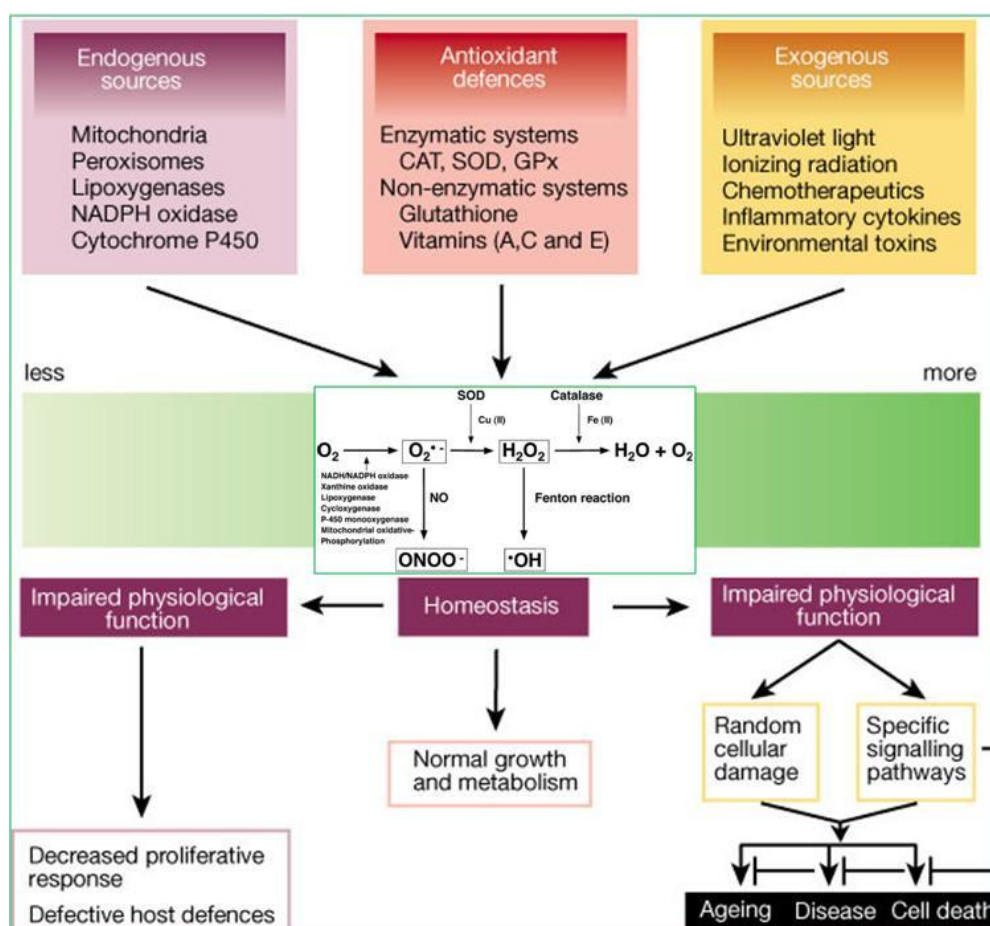 Endogenous
sources
Mitochondria
Peroxisomes
Lipoxygenases
NADPH oxidase
Cytochrome P450
Antioxidant
defences
Enzymatic systems
CAT, SOD, GPx
Non-enzymatic systems
Glutathione
Vitamins (A,C and E)
Exogenous
sources
Ultraviolet light
Ionizing radiation
Chemotherapeutics
Inflammatory cytokines
Environmental toxins
less
more
SOD
Catalase
Cu (II)
Fe (II)
O₂
O₂•-
H₂O₂
H₂O + O₂
NADH/NADPH oxidase
Xanthine oxidase
Lipoxygenase
Cycloxygenase
P-450 monooxygenase
Mitochondrial oxidative-
Phosphorylation
NO
Fenton reaction
ONOO-
•OH
Impaired physiological
function
Homeostasis
Impaired physiological
function
Random
cellular
damage
Specific
signalling
pathways
Normal growth
and metabolism
Decreased proliferative
response
Defective host defences
Ageing
Disease
Cell death